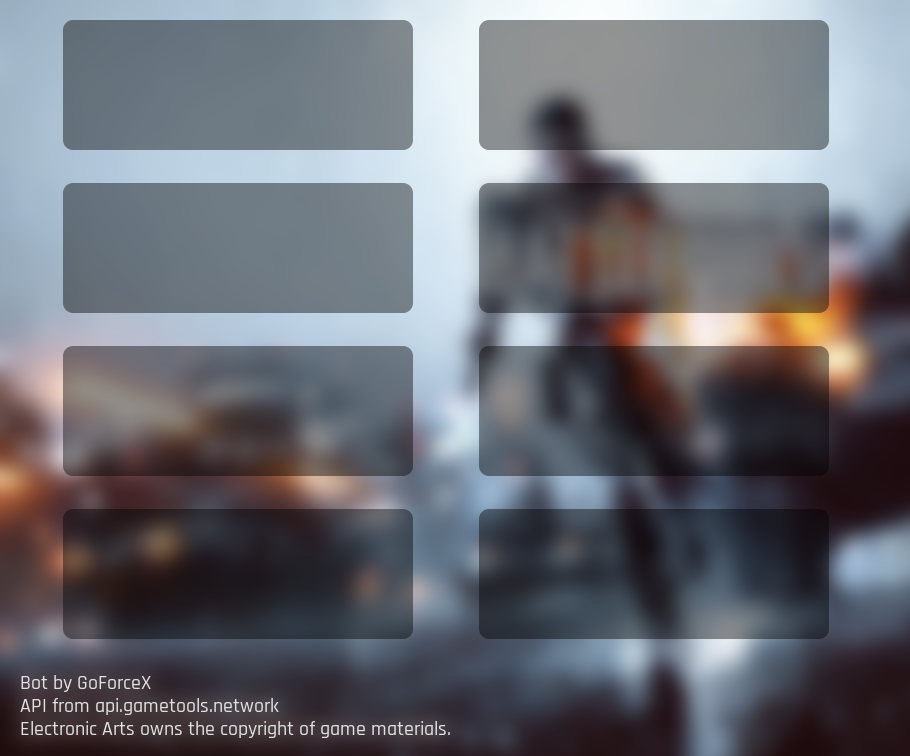 Bot by GoForceX
API from api.gametools.network
Electronic Arts owns the copyright of game materials.